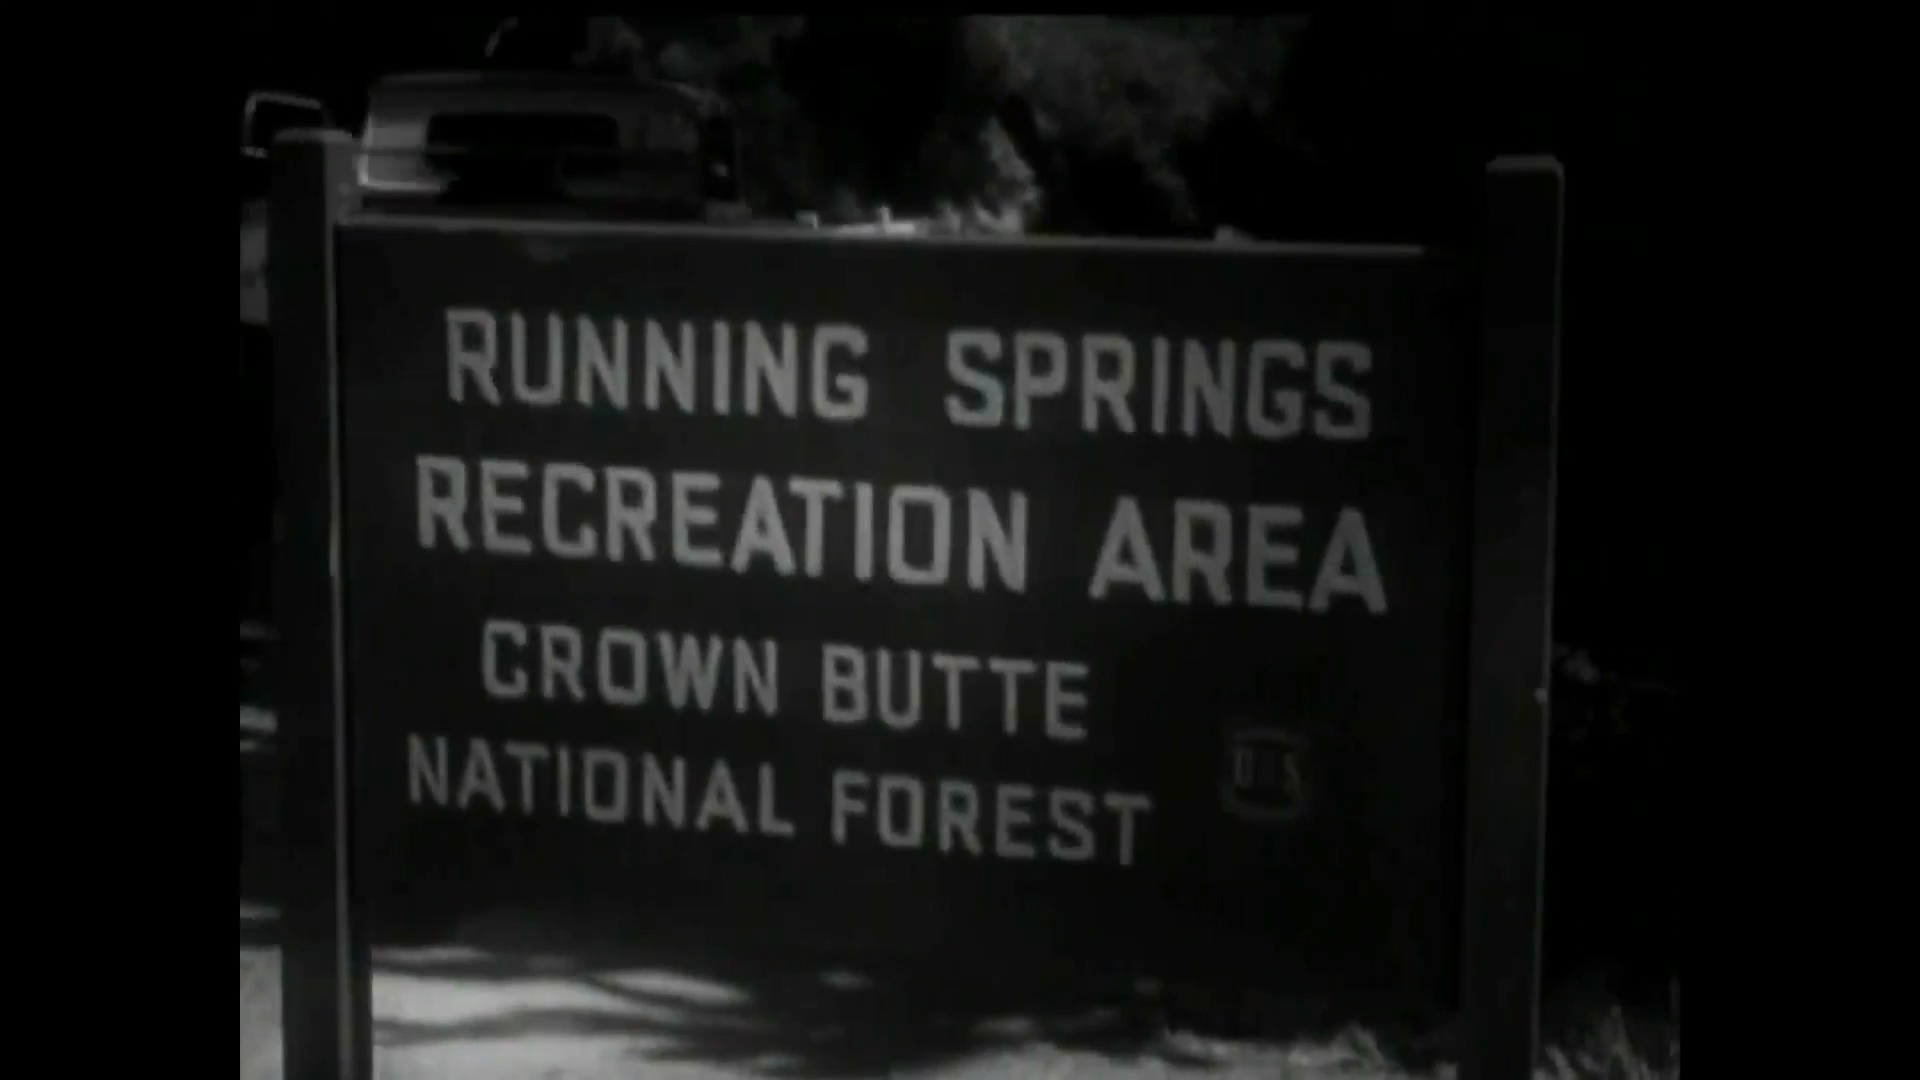 RUNNING SPRINGS
RECREATION AREA
CROWN BUTTE
NATIONAL FOREST
U S